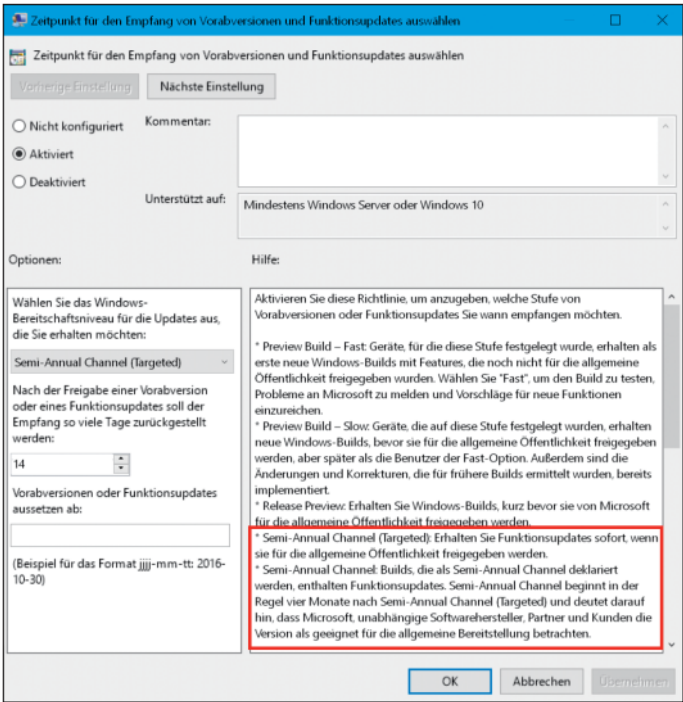 Zeitpunkt für den Empfang von Vorabversionen und Funktionsupdates auswählen
Zeitpunkt für den Empfang von Vorabversionen und Funktionsupdates auswählen
Vorherige Einstellung
Nächste Einstellung
Nicht konfiguriert
Aktiviert
Deaktiviert
Kommentar:
Unterstützt auf:
Mindestens Windows Server oder Windows 10
Optionen:
Hilfe:
Wählen Sie das Windows-
Bereitschaftsniveau für die Updates aus,
die Sie erhalten möchten:
Semi-Annual Channel (Targeted)
Nach der Freigabe einer Vorabversion
oder eines Funktionsupdates soll der
Empfang so viele Tage zurückgestellt
werden:
14
Vorabversionen oder Funktionsupdates
aussetzen ab:
(Beispiel für das Format jjjj-mm-tt: 2016-
10-30)
Aktivieren Sie diese Richtlinie, um anzugeben, welche Stufe von
Vorabversionen oder Funktionsupdates Sie wann empfangen möchten.
* Preview Build – Fast: Geräte, für die diese Stufe festgelegt wurde, erhalten als
erste neue Windows-Builds mit Features, die noch nicht für die allgemeine
Öffentlichkeit freigegeben wurden. Wählen Sie "Fast", um den Build zu testen,
Probleme an Microsoft zu melden und Vorschläge für neue Funktionen
einzureichen.
* Preview Build – Slow: Geräte, die auf diese Stufe festgelegt wurden, erhalten
neue Windows-Builds, bevor sie für die allgemeine Öffentlichkeit freigegeben
werden, aber später als die Benutzer der Fast-Option. Außerdem sind die
Änderungen und Korrekturen, die für frühere Builds ermittelt wurden, bereits
implementiert.
* Release Preview: Erhalten Sie Windows-Builds, kurz bevor sie von Microsoft
für die allgemeine Öffentlichkeit freigegeben werden.
* Semi-Annual Channel (Targeted): Erhalten Sie Funktionsupdates sofort, wenn
sie für die allgemeine Öffentlichkeit freigegeben werden.
* Semi-Annual Channel: Builds, die als Semi-Annual Channel deklariert
werden, enthalten Funktionsupdates. Semi-Annual Channel beginnt in der
Regel vier Monate nach Semi-Annual Channel (Targeted) und deutet darauf
hin, dass Microsoft, unabhängige Softwarehersteller, Partner und Kunden die
Version als geeignet für die allgemeine Bereitstellung betrachten.
OK
Abbrechen
Übernehmen